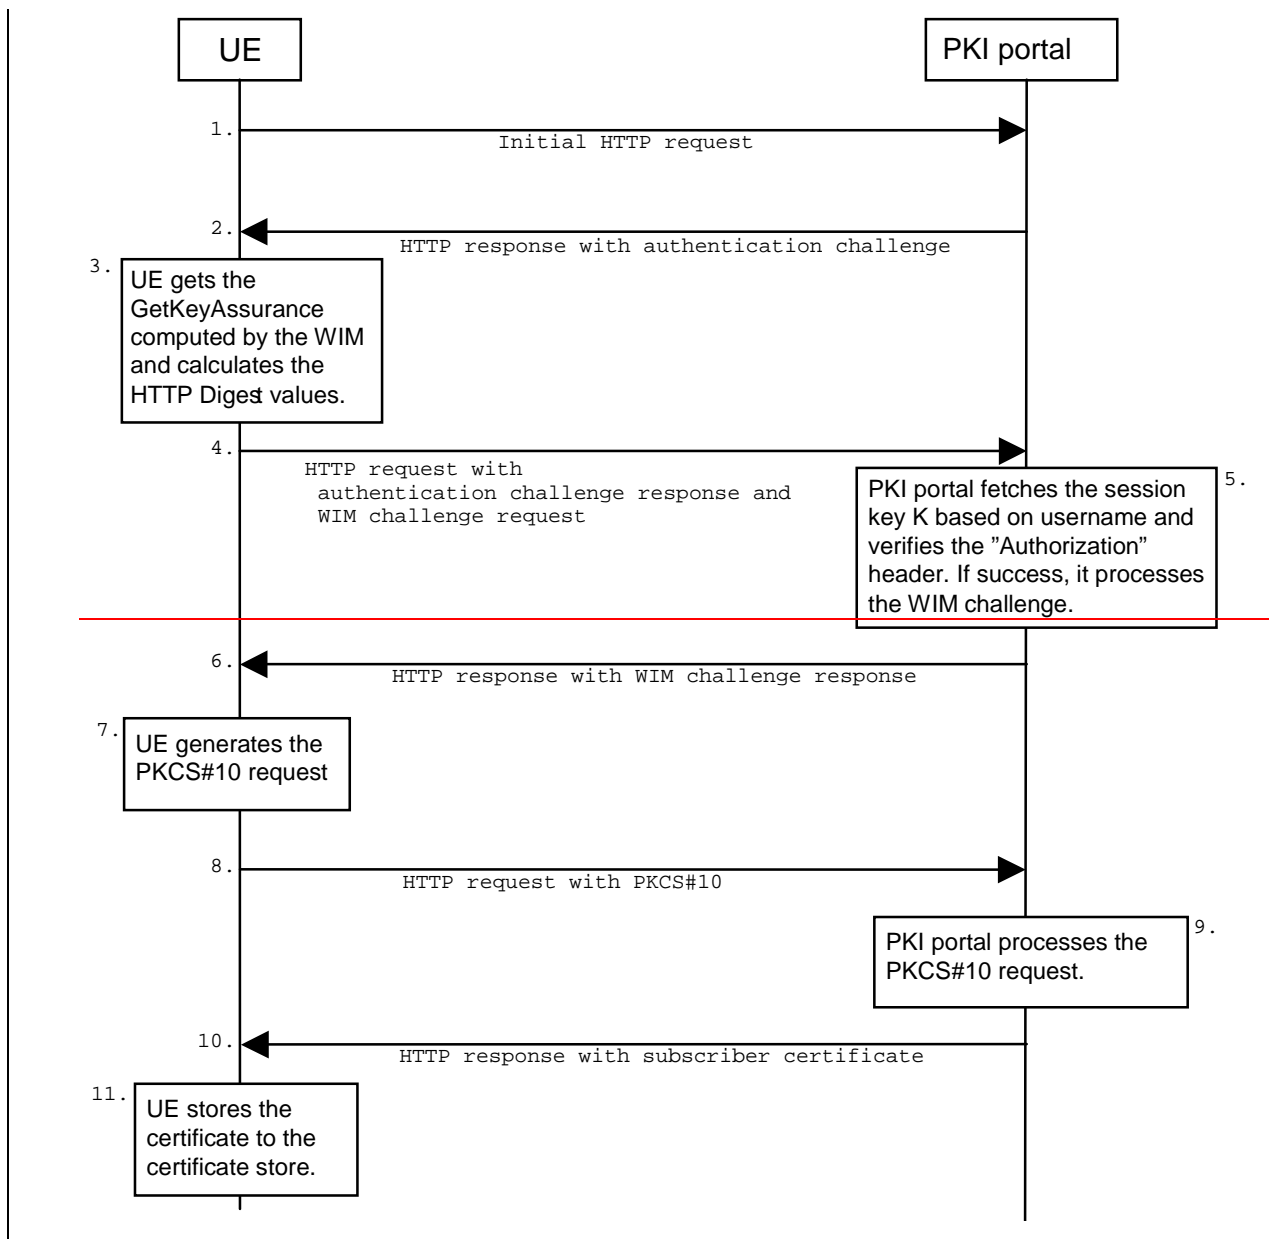 UE
PKI portal
1.
Initial HTTP request
2.
HTTP response with authentication challenge
3.
UE gets the
GetKeyAssurance
computed by the WIM
and calculates the
HTTP Digest values.
4.
HTTP request with
authentication challenge response and
WIM challenge request
5.
PKI portal fetches the session
key K based on username and
verifies the ”Authorization”
header. If success, it processes
the WIM challenge.
6.
HTTP response with WIM challenge response
7.
UE generates the
PKCS#10 request
8.
HTTP request with PKCS#10
9.
PKI portal processes the
PKCS#10 request.
10.
HTTP response with subscriber certificate
11.
UE stores the
certificate to the
certificate store.